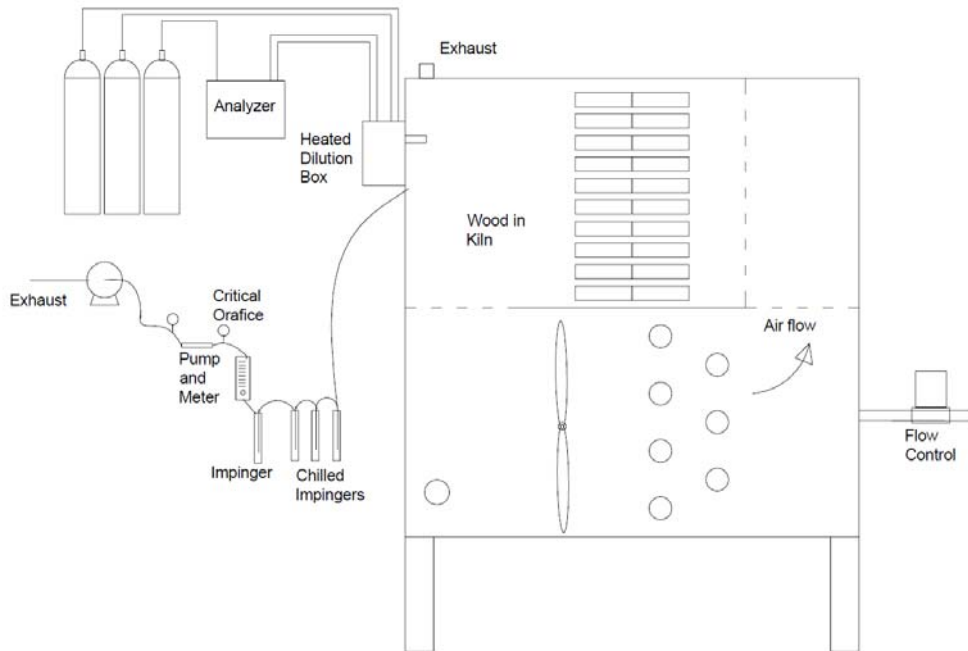 Exhaust
Analyzer
Heated
Dilution
Box
Wood in
Kiln
Exhaust
Critical
Orafice
Air flow
Pump
and
Meter
Flow
Control
Impinger
Chilled
Impingers